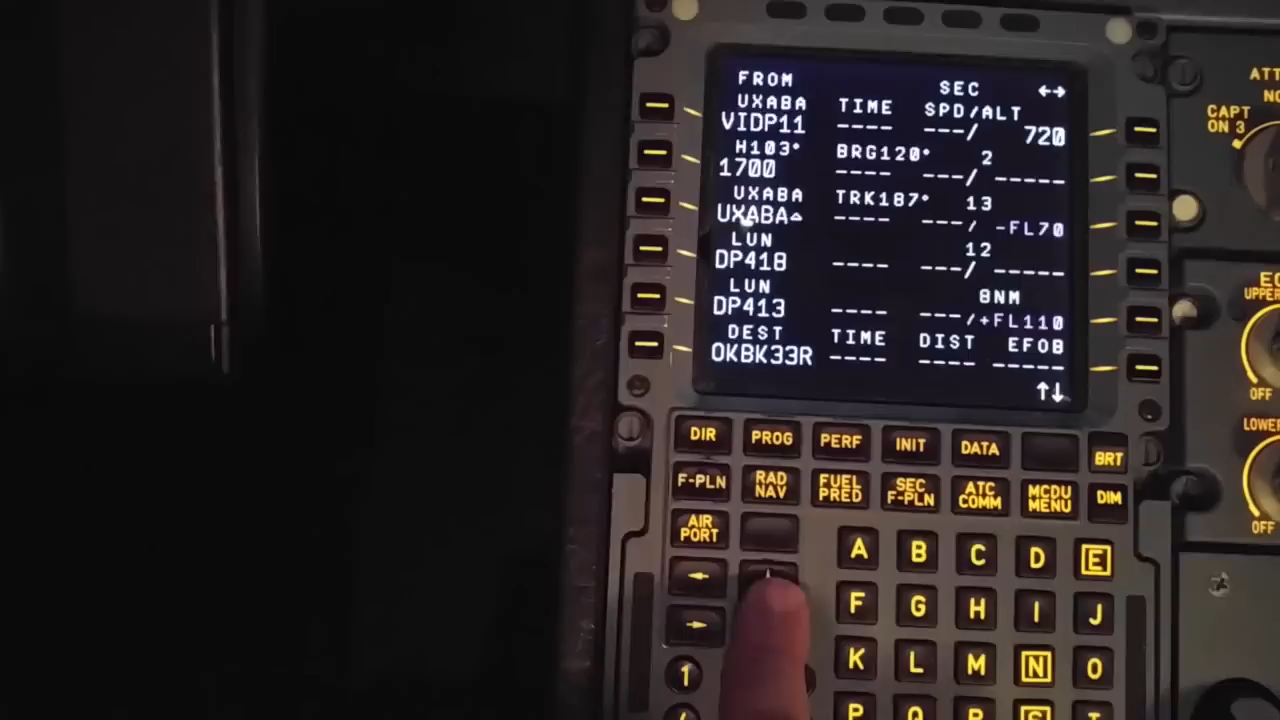 FROM
SEC ↔
UXABA TIME SPD/ALT
VIDP11 ---- ---/ 720
H103° BRG120° 2
1700 ---- ---/-----
UXABA TRK187° 13
UXABA ---- ---/ -FL70
LUN 12
DP418 ---- ---/-----
LUN 8NM
DP413 ---- ---/+FL110
DEST TIME DIST EFOB
OKBK33R ---- ---- -----
↑↓
DIR PROG PERF INIT DATA BRT
F-PLN RAD NAV FUEL PRED SEC F-PLN ATC COMM MCDU MENU DIM
AIR PORT
← A B C D E
→ F G H I J
1 K L M N O
CAPT ON 3
UPPER
OFF
LOWER
OFF